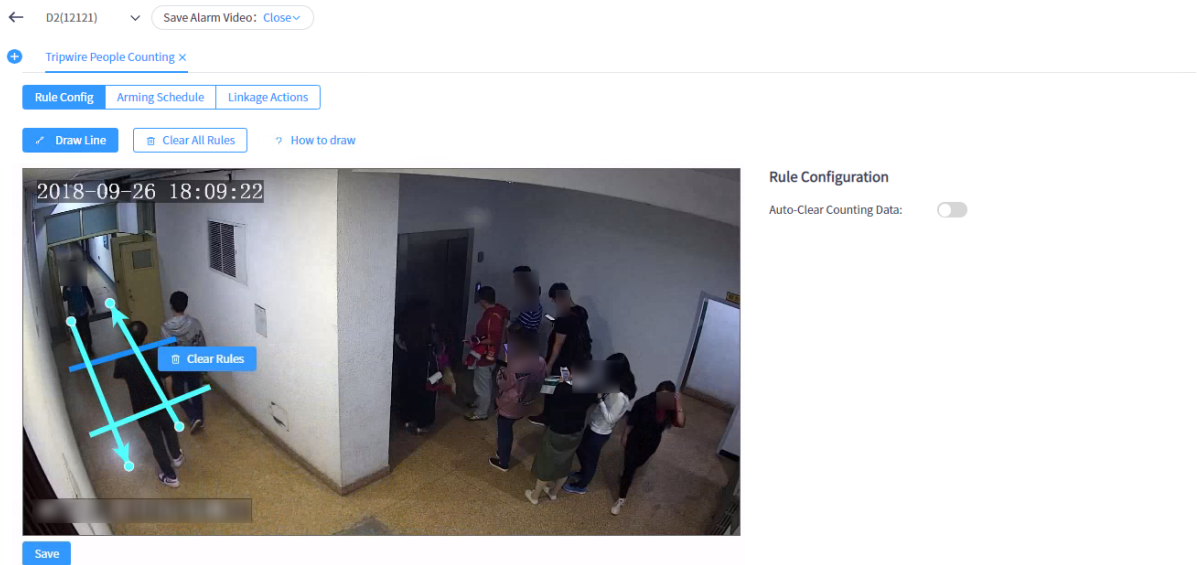 D2(12121) Save Alarm Video: Close
Tripwire People Counting ×
Rule Config Arming Schedule Linkage Actions
Draw Line Clear All Rules ? How to draw
2018-09-26 18:09:22
Rule Configuration
Auto-Clear Counting Data:
Clear Rules
Save